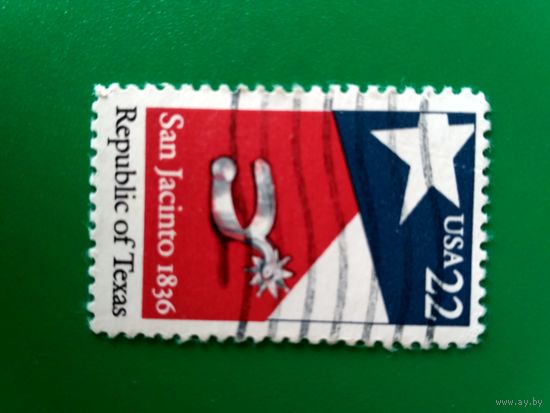 USA 22
San Jacinto 1836
Republic of Texas
www.ay.by